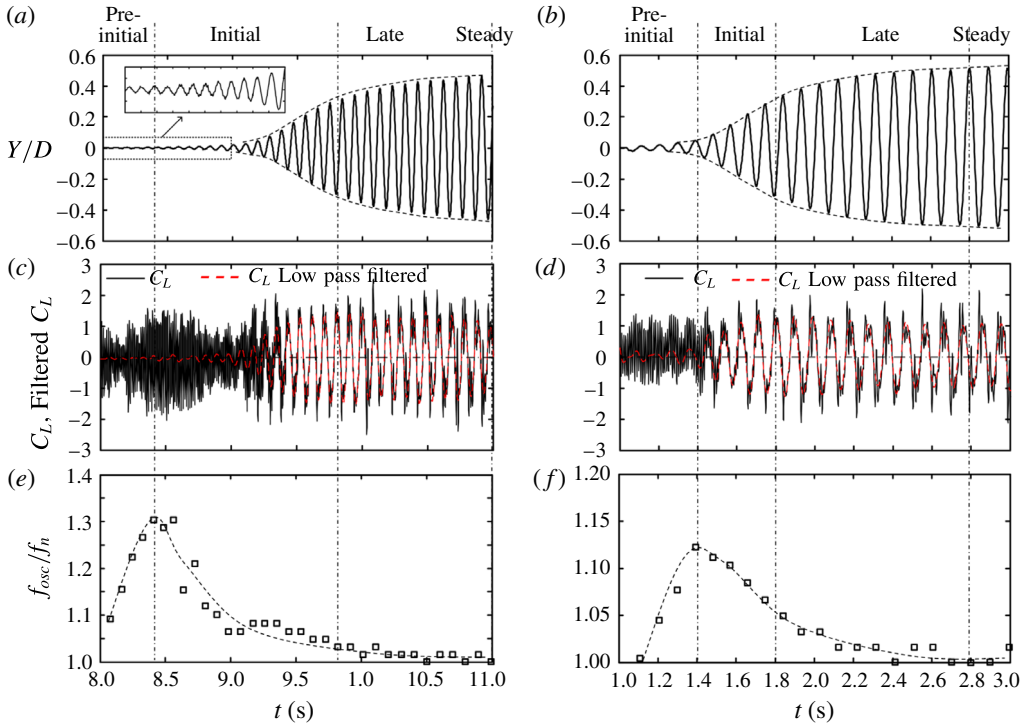 (a) Pre-initial Initial Late Steady
(b) Pre-initial Initial Late Steady
0.6 0.4 0.2 0 −0.2 −0.4 −0.6
Y/D
0.6 0.4 0.2 0 −0.2 −0.4 −0.6
(c) C_L C_L Low pass filtered
(d) C_L C_L Low pass filtered
3 2 1 0 −1 −2 −3
C_L; Filtered C_L
3 2 1 0 −1 −2 −3
(e)
(f)
1.4 1.3 1.2 1.1 1.0
f_osc/f_n
1.20 1.15 1.10 1.05 1.00
8.0 8.5 9.0 9.5 10.0 10.5 11.0
1.0 1.2 1.4 1.6 1.8 2.0 2.2 2.4 2.6 2.8 3.0
t (s)
t (s)